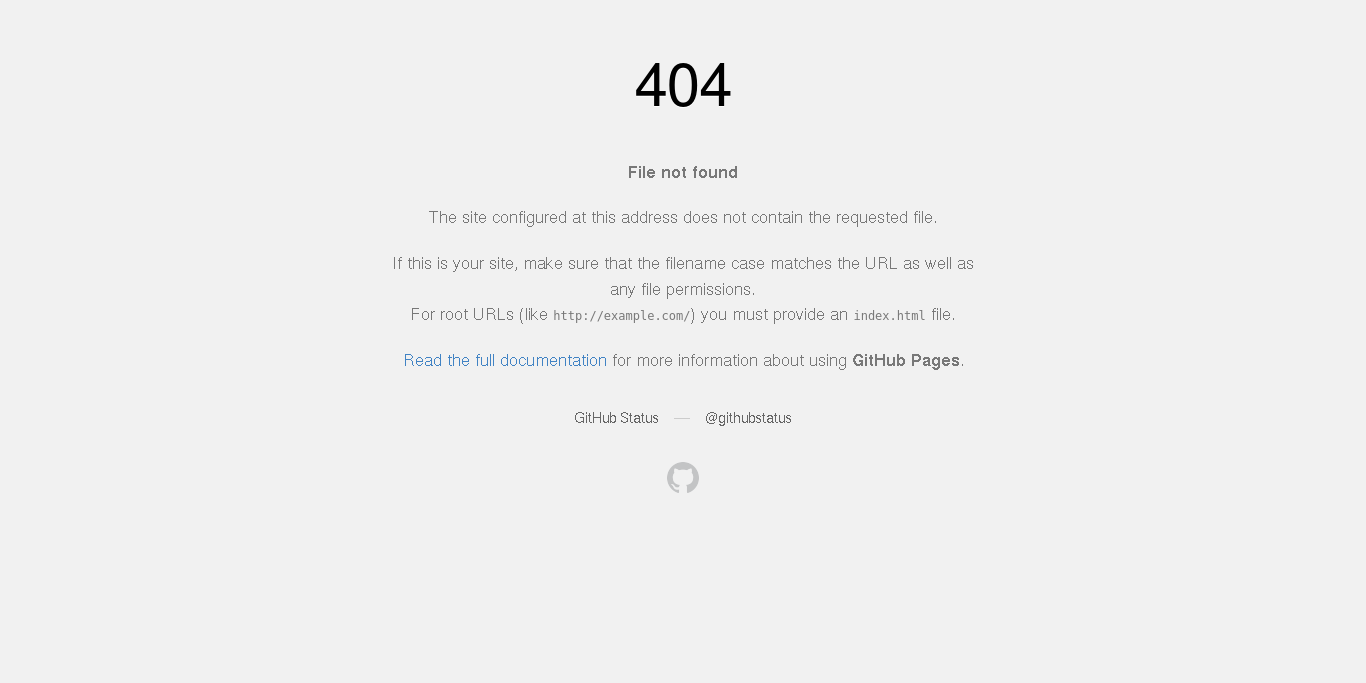 404
File not found
The site configured at this address does not contain the requested file.
If this is your site, make sure that the filename case matches the URL as well as
any file permissions.
For root URLs (like http://example.com/) you must provide an index.html file.
Read the full documentation for more information about using GitHub Pages.
GitHub Status — @githubstatus